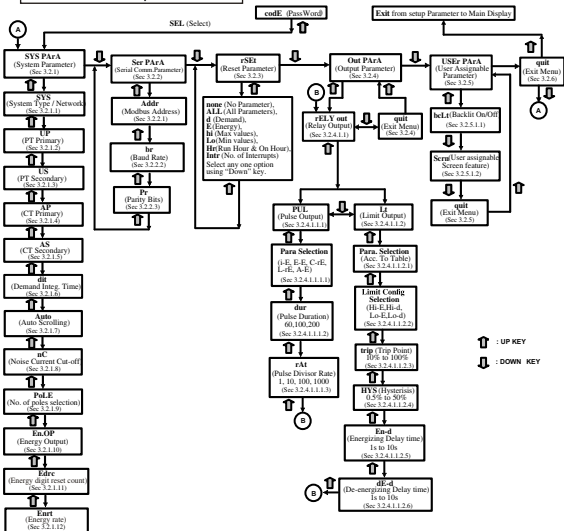 Exit from setup Parameter to Main Display
codE (PassWord)
SEL (Select)
A
SYS PArA
(System Parameter)
(Sec 3.2.1)
SYS
(System Type / Network)
(Sec 3.2.1.1)
UP
(PT Primary)
(Sec 3.2.1.2)
US
(PT Secondary)
(Sec 3.2.1.3)
AP
(CT Primary)
(Sec 3.2.1.4)
AS
(CT Secondary)
(Sec 3.2.1.5)
dit
(Demand Integ. Time)
(Sec 3.2.1.6)
Auto
(Auto Scrolling)
(Sec 3.2.1.7)
nC
(Noise Current Cut-off)
(Sec 3.2.1.8)
PoLE
(No. of poles selection)
(Sec 3.2.1.9)
En.OP
(Energy Output)
(Sec 3.2.1.10)
Edrc
(Energy digit reset count)
(Sec 3.2.1.11)
Enrt
(Energy rate)
(Sec 3.2.1.12)
Ser PArA
(Serial Comm.Parameter)
(Sec 3.2.2)
Addr
(Modbus Address)
(Sec 3.2.2.1)
br
(Baud Rate)
(Sec 3.2.2.2)
Pr
(Parity Bits)
(Sec 3.2.2.3)
rSEt
(Reset Parameter)
(Sec 3.2.3)
none (No Parameter),
ALL (All Parameters),
d (Demand),
E(Energy),
hi (Max values),
Lo(Min values),
Hr(Run Hour & On Hour),
Intr (No. of Interrupts)
Select any one option
using "Down" key.
Out PArA
(Output Parameter)
(Sec 3.2.4)
B
rELY out
(Relay Output)
(Sec 3.2.4.1.1)
quit
(Exit Menu)
(Sec 3.2.4)
PUL
(Pulse Output)
(Sec 3.2.4.1.1.1)
Para Selection
(i-E, E-E, C-rE,
L-rE, A-E)
(Sec 3.2.4.1.1.1.1)
dur
(Pulse Duration)
60,100,200
(Sec 3.2.4.1.1.1.2)
rAt
(Pulse Divisor Rate)
1, 10, 100, 1000
(Sec 3.2.4.1.1.1.3)
B
Lt
(Limit Output)
(Sec 3.2.4.1.1.2)
Para. Selection
(Acc. To Table)
(Sec 3.2.4.1.1.2.1)
Limit Config
Selection
(Hi-E,Hi-d,
Lo-E,Lo-d)
(Sec 3.2.4.1.1.2.2)
trip (Trip Point)
10% to 100%
(Sec 3.2.4.1.1.2.3)
HYS (Hysterisis)
0.5% to 50%
(Sec 3.2.4.1.1.2.4)
En-d
(Energizing Delay time)
1s to 10s
(Sec 3.2.4.1.1.2.5)
dE-d
(De-energizing Delay time)
1s to 10s
(Sec 3.2.4.1.1.2.6)
B
USEr PArA
(User Assignable
Parameter)
(Sec 3.2.5)
bcLt(Backlit On/Off)
(Sec 3.2.5.1.1)
Scrn(User assignable
Screen feature)
(Sec 3.2.5.1.2)
quit
(Exit Menu)
(Sec 3.2.5)
quit
(Exit Menu)
(Sec 3.2.6)
A
: UP KEY
: DOWN KEY